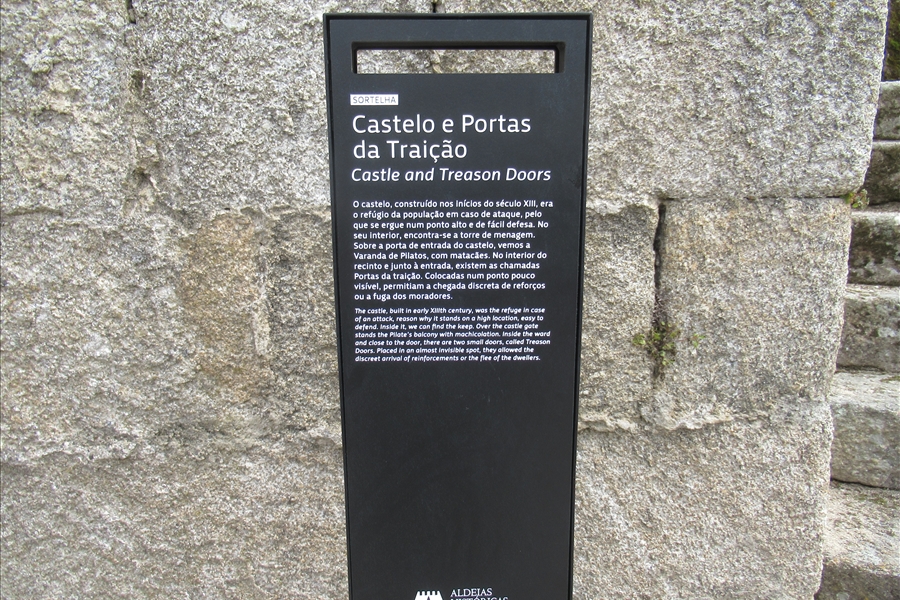 SORTELHA
Castelo e Portas
da Traição
Castle and Treason Doors
O castelo, construído nos inícios do século XIII, era
o refúgio da população em caso de ataque, pelo
que se ergue num ponto alto e de fácil defesa. No
seu interior, encontra-se a torre de menagem.
Sobre a porta de entrada do castelo, vemos a
Varanda de Pilatos, com matacães. No interior do
recinto e junto à entrada, existem as chamadas
Portas da traição. Colocadas num ponto pouco
visível, permitiam a chegada discreta de reforços
ou a fuga dos moradores.
The castle, built in early XIIIth century, was the refuge in case
of an attack, reason why it stands on a high location, easy to
defend. Inside it, we can find the keep. Over the castle gate
stands the Pilate's balcony with machicolation. Inside the ward
and close to the door, there are two small doors, called Treason
Doors. Placed in an almost invisible spot, they allowed the
discreet arrival of reinforcements or the flee of the dwellers.
ALDEIAS
HISTÓRICAS